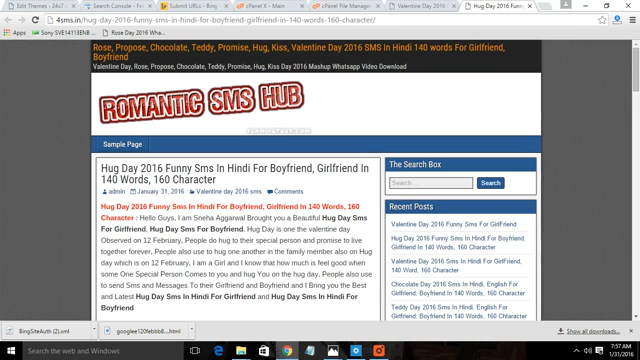 Edit Themes - 24x7
Search Console - Fron
Submit URLs - Bing
cPanel X - Main
cPanel File Manager
Valentine Day 2016
Hug Day 2016 Funny S
4sms.in/hug-day-2016-funny-sms-in-hindi-for-boyfriend-girlfriend-in-140-words-160-character/
Apps
Sony SVE14113ENB
Rose Day 2016 Wha
Rose, Propose, Chocolate, Teddy, Promise, Hug, Kiss, Valentine Day 2016 SMS In Hindi 140 words For Girlfriend,
Boyfriend
Valentine Day, Rose, Propose, Chocolate, Teddy, Promise, Hug, Kiss Day 2016 Mashup Whatsapp Video Download
ROMANTIC SMS HUB
Sample Page
Hug Day 2016 Funny Sms In Hindi For Boyfriend, Girlfriend In
140 Words, 160 Character
admin
January 31, 2016
Valentine day 2016 sms
Comments
Hug Day 2016 Funny Sms In Hindi For Boyfriend, Girlfriend In 140 Words, 160
Character : Hello Guys, I am Sneha Aggarwal Brought you a Beautiful Hug Day Sms
For Girlfriend, Hug Day Sms For Boyfriend, Hug Day is one the valentine day
Observed on 12 February, People do hug to their special person and promise to live
together forever, People also use to hug one another in the family member also on Hug
day which is on 12 February, I am a Girl and I know that how much is feel good when
some One Special Person Comes to you and hug You on the hug day, People also use
to send Sms and Messages To their Girlfriend and Boyfriend and I Bring you the Best
and Latest Hug Day Sms In Hindi For Girlfriend and Hug Day Sms In Hindi For
Boyfriend
The Search Box
Search ...
Search
Recent Posts
Valentine Day 2016 Funny Sms For GirlFriend
Hug Day 2016 Funny Sms In Hindi For Boyfriend,
Girlfriend In 140 Words, 160 Character
Valentine Day 2016 Funny Sms In Hindi For
Girlfriend, 140 Word, 160 Character
Chocolate Day 2016 Sms In Hindi, English For
Girlfriend In 140 Words, 160 Chharacter
Teddy Day 2016 Sms In Hindi, English For
Girlfriend In 140 Words, 160 Character
BingSiteAuth (2).xml
googlee120febbb8....html
Show all downloads...
Search the web and Windows
7:57 AM
1/31/2016